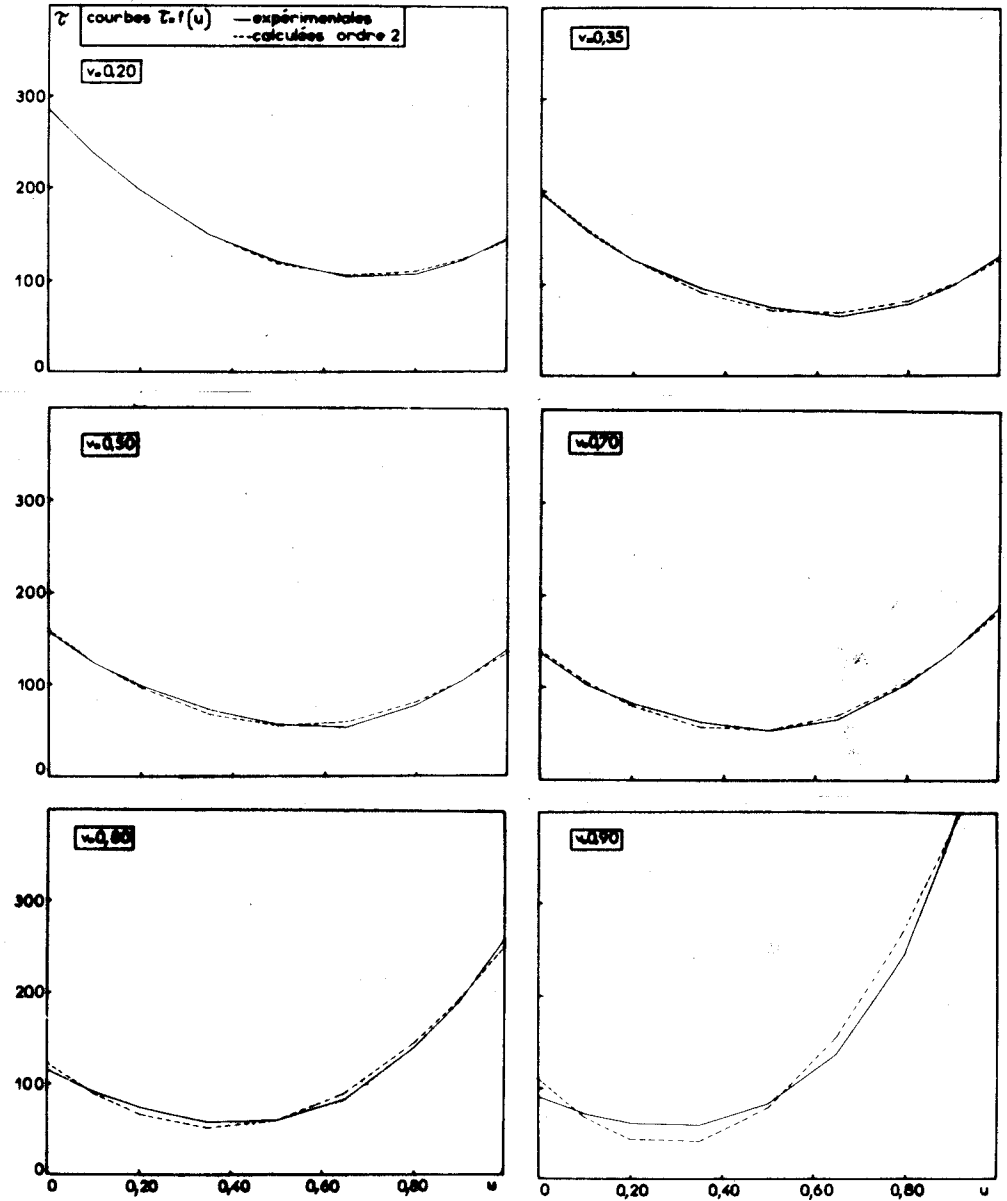 τ courbes τ=f(u) — expérimentales
--- calculées ordre 2
v=0,20
v=0,35
300
200
100
0
v=0,50
v=0,70
300
200
100
0
v=0,80
v=0,90
300
200
100
0
0 0,20 0,40 0,60 0,80 u
0 0,20 0,40 0,60 0,80 u